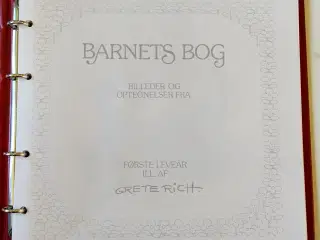 BARNETS BOG
BILLEDER OG
OPTEGNELSER FRA
FØRSTE LEVEÅR
ILL. AF
GRETE RICH.